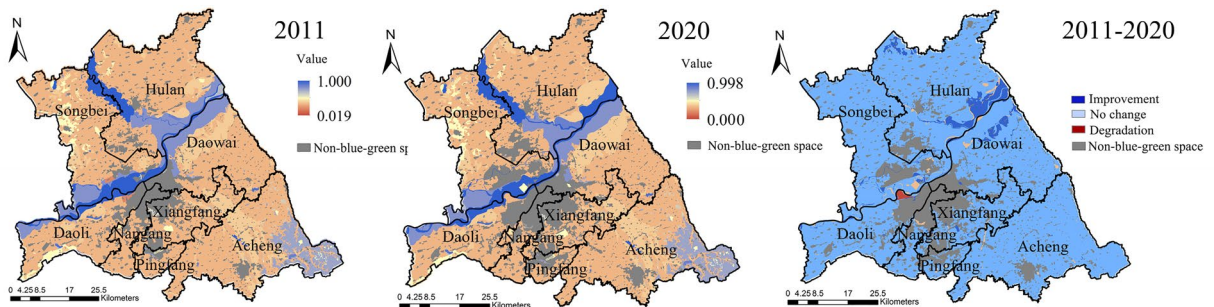 N
2011
Value
1.000
0.019
Non-blue-green sp
Hulan
Songbei
Daowai
Xiangfang
Daoli
Nangang
Acheng
Pingfang
0 4.25 8.5 17 25.5
Kilometers
N
2020
Value
0.998
0.000
Non-blue-green space
Hulan
Songbei
Daowai
Xiangfang
Daoli
Nangang
Acheng
Pingfang
0 4.25 8.5 17 25.5
Kilometers
N
2011-2020
Improvement
No change
Degradation
Non-blue-green space
Hulan
Songbei
Daowai
Xiangfang
Daoli
Nangang
Acheng
Pingfang
0 4.25 8.5 17 25.5
Kilometers